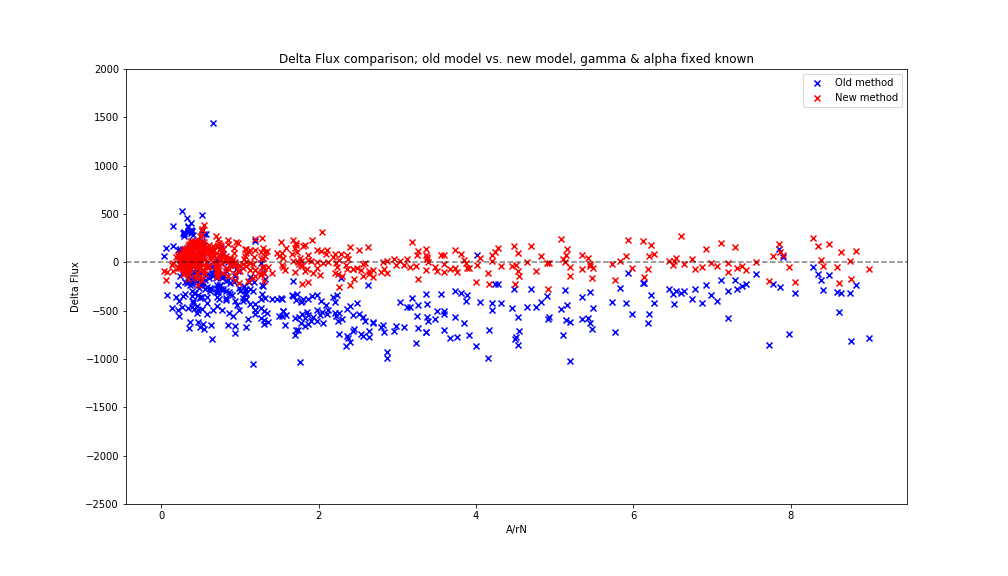 Delta Flux comparison; old model vs. new model, gamma & alpha fixed known
2000
1500
1000
500
0
−500
−1000
−1500
−2000
−2500
Delta Flux
Old method
New method
0 2 4 6 8
A/rN